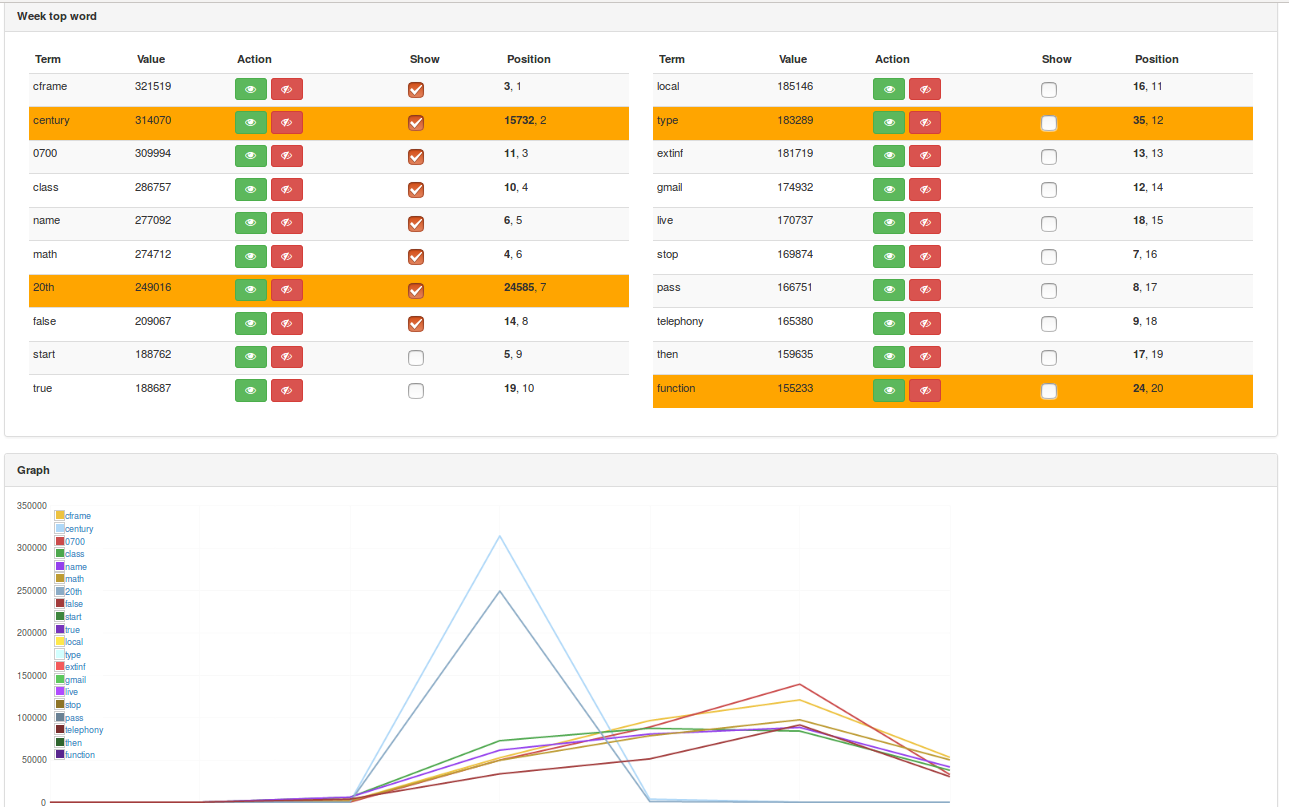 Week top word
Term Value Action Show Position
cframe 321519 3, 1
century 314070 15732, 2
0700 309994 11, 3
class 286757 10, 4
name 277092 6, 5
math 274712 4, 6
20th 249016 24585, 7
false 209067 14, 8
start 188762 5, 9
true 188687 19, 10
Term Value Action Show Position
local 185146 16, 11
type 183289 35, 12
extinf 181719 13, 13
gmail 174932 12, 14
live 170737 18, 15
stop 169874 7, 16
pass 166751 8, 17
telephony 165380 9, 18
then 159635 17, 19
function 155233 24, 20
Graph
350000
300000
250000
200000
150000
100000
50000
0
cframe
century
0700
class
name
math
20th
false
start
true
local
type
extinf
gmail
live
stop
pass
telephony
then
function